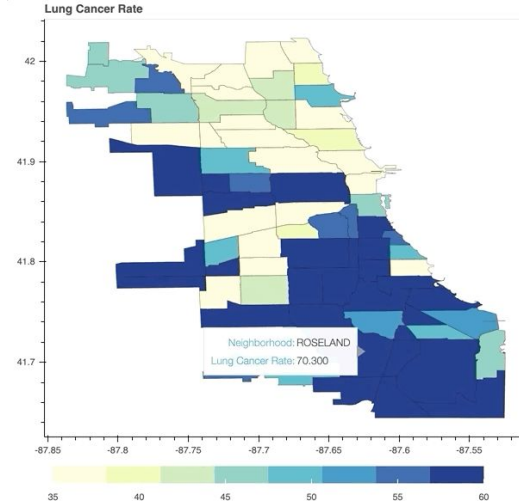 Lung Cancer Rate
42
41.9
41.8
Neighborhood: ROSELAND
Lung Cancer Rate: 70.300
41.7
-87.85 -87.8 -87.75 -87.7 -87.65 -87.6 -87.55
35 40 45 50 55 60